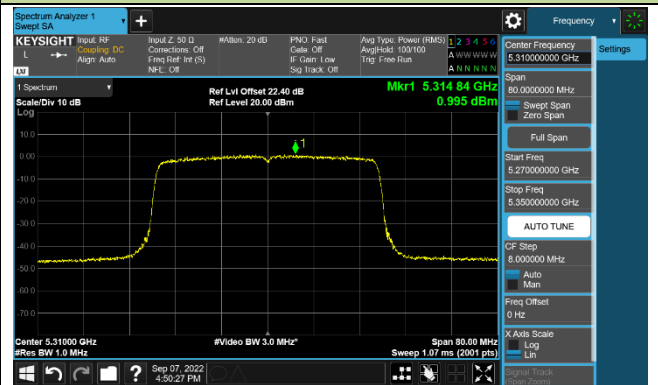 Spectrum Analyzer 1
Swept SA
Frequency
KEYSIGHT
Input: RF
Coupling: DC
Align: Auto
Input Z: 50 Ω
Corrections: Off
Freq Ref: Int (S)
NFE: Off
#Atten: 20 dB
PNO: Fast
Gate: Off
IF Gain: Low
Sig Track: Off
Avg Type: Power (RMS)
Avg|Hold: 100/100
Trig: Free Run
1 2 3 4 5 6
A W W W W W
A N N N N N
L
LXI
1 Spectrum
Scale/Div 10 dB
Log
Ref Lvl Offset 22.40 dB
Ref Level 20.00 dBm
Mkr1 5.314 84 GHz
0.995 dBm
1
10.0
0.00
-10.0
-20.0
-30.0
-40.0
-50.0
-60.0
-70.0
Center 5.31000 GHz
#Res BW 1.0 MHz
#Video BW 3.0 MHz*
Span 80.00 MHz
Sweep 1.07 ms (2001 pts)
Sep 07, 2022
4:50:27 PM
Center Frequency
5.310000000 GHz
Settings
Span
80.0000000 MHz
Swept Span
Zero Span
Full Span
Start Freq
5.270000000 GHz
Stop Freq
5.350000000 GHz
AUTO TUNE
CF Step
8.000000 MHz
Auto
Man
Freq Offset
0 Hz
X Axis Scale
Log
Lin
Signal Track
(Span Zoom)